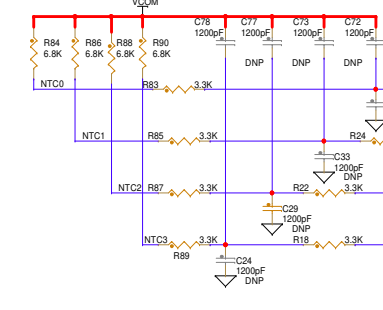 VCOM
C78
1200pF
C77
1200pF
DNP
C73
1200pF
DNP
C72
1200pF
DNP
R84
6.8K
R86
6.8K
R88
6.8K
R90
6.8K
NTC0
R83
3.3K
NTC1
R85
3.3K
R24
C33
1200pF
DNP
NTC2
R87
3.3K
R22
3.3K
C29
1200pF
DNP
NTC3
R89
3.3K
R18
3.3K
C24
1200pF
DNP